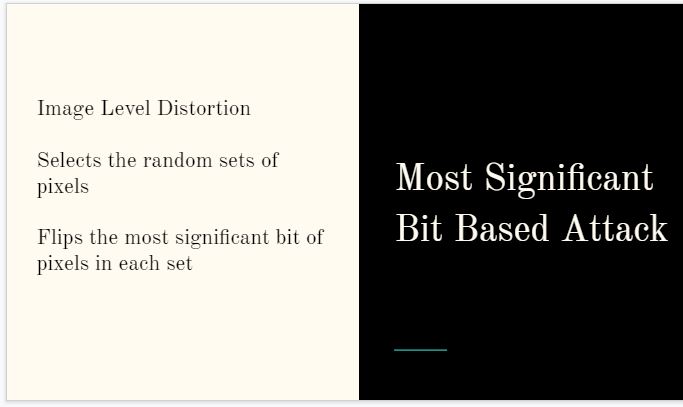 Image Level Distortion
Selects the random sets of
pixels
Flips the most significant bit of
pixels in each set
Most Significant
Bit Based Attack